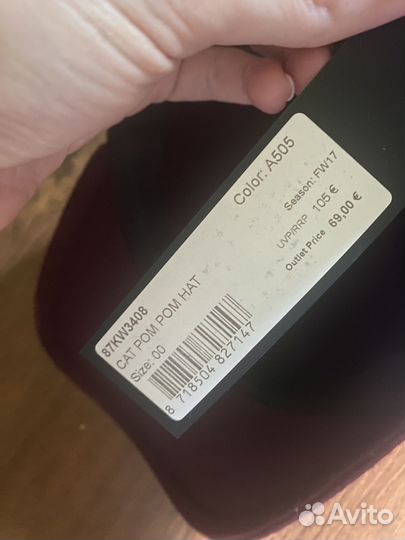 87KW3408
CAT POM POM HAT
Size: 00
8 718504 827147
Color: A505
Season: FW17
UVP/RRP 105 €
Outlet Price 69,00 €
Avito